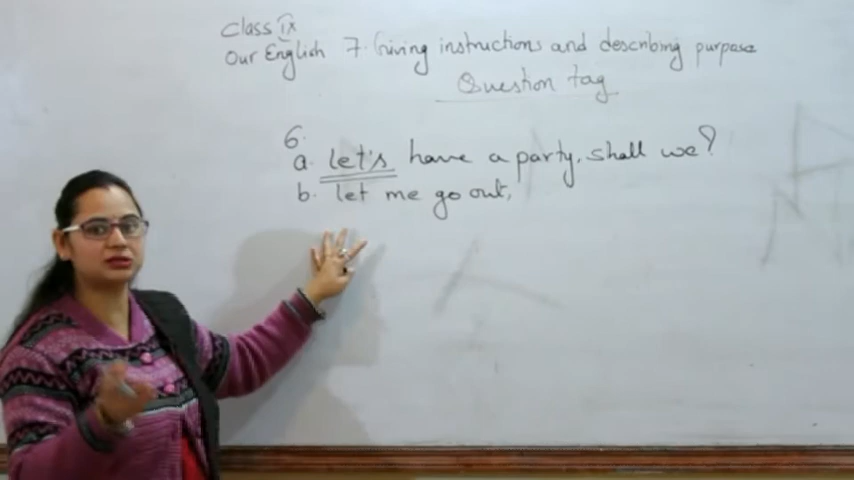 Class IX
Our English 7. Giving instructions and describing purpose
Question tag
6.
a. let's have a party, shall we?
b. let me go out,